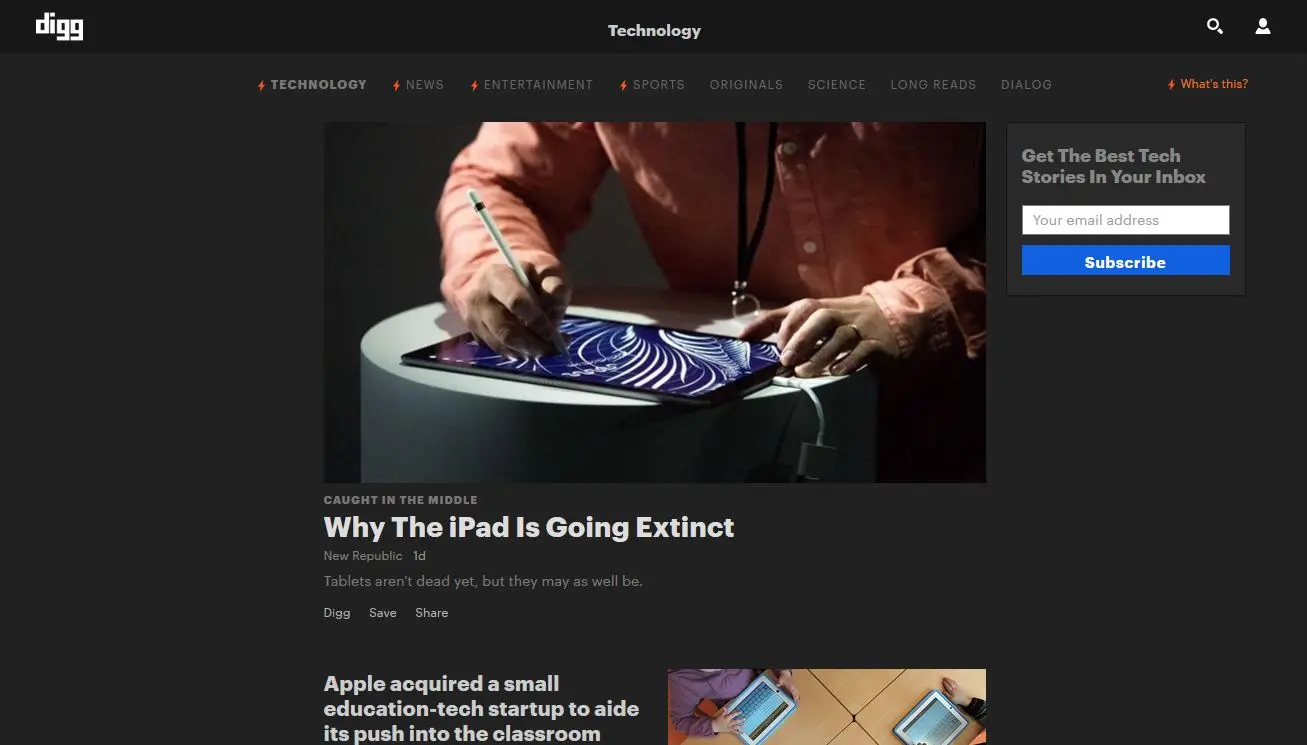 digg
Technology
TECHNOLOGY NEWS ENTERTAINMENT SPORTS ORIGINALS SCIENCE LONG READS DIALOG What's this?
Get The Best Tech
Stories In Your Inbox
Your email address
Subscribe
CAUGHT IN THE MIDDLE
Why The iPad Is Going Extinct
New Republic 1d
Tablets aren't dead yet, but they may as well be.
Digg Save Share
Apple acquired a small
education-tech startup to aide
its push into the classroom